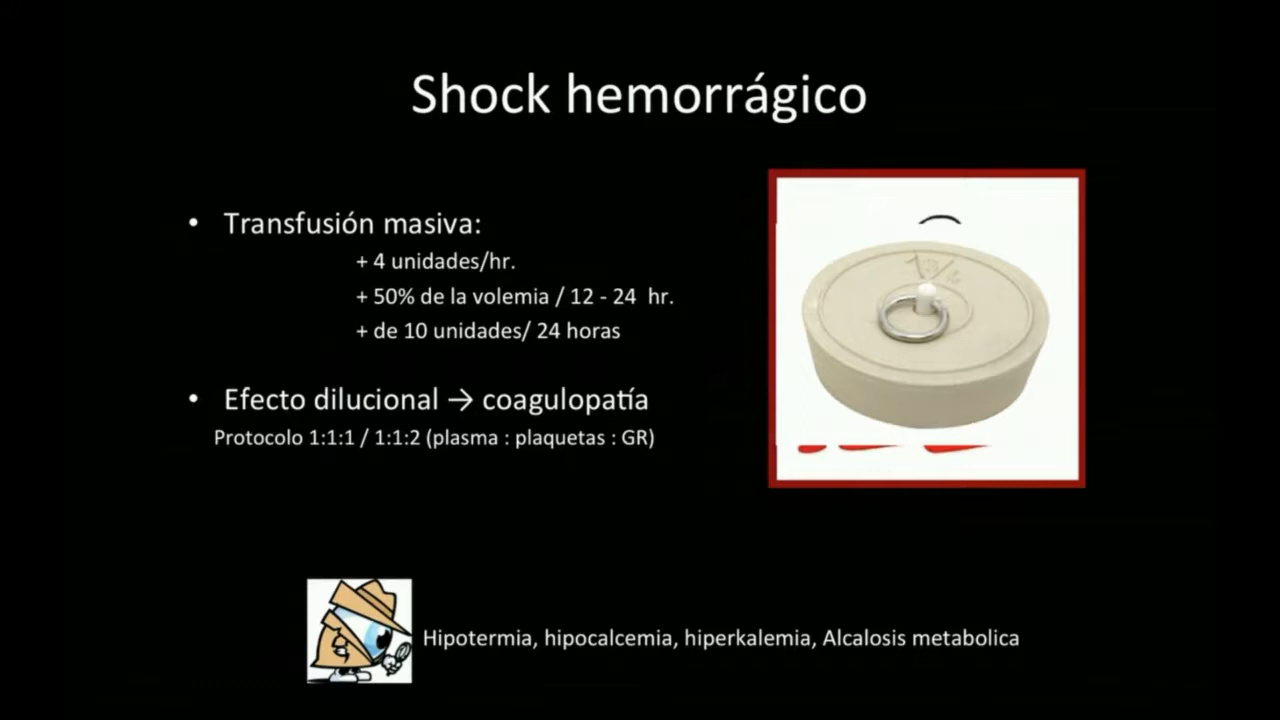 Shock hemorrágico
• Transfusión masiva:
+ 4 unidades/hr.
+ 50% de la volemia / 12 - 24 hr.
+ de 10 unidades/ 24 horas
• Efecto dilucional → coagulopatía
Protocolo 1:1:1 / 1:1:2 (plasma : plaquetas : GR)
Hipotermia, hipocalcemia, hiperkalemia, Alcalosis metabolica